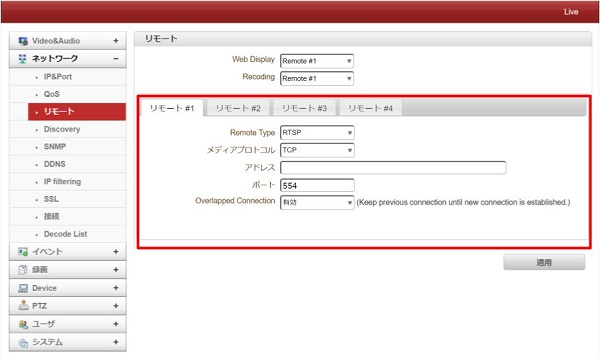 Live
Video&Audio +
ネットワーク −
IP&Port
QoS
リモート
Discovery
SNMP
DDNS
IP filtering
SSL
接続
Decode List
イベント +
録画 +
Device +
PTZ +
ユーザ +
システム +
リモート
Web Display Remote #1
Recoding Remote #1
リモート #1 リモート #2 リモート #3 リモート #4
Remote Type RTSP
メディアプロトコル TCP
アドレス
ポート 554
Overlapped Connection 有効 (Keep previous connection until new connection is established.)
適用